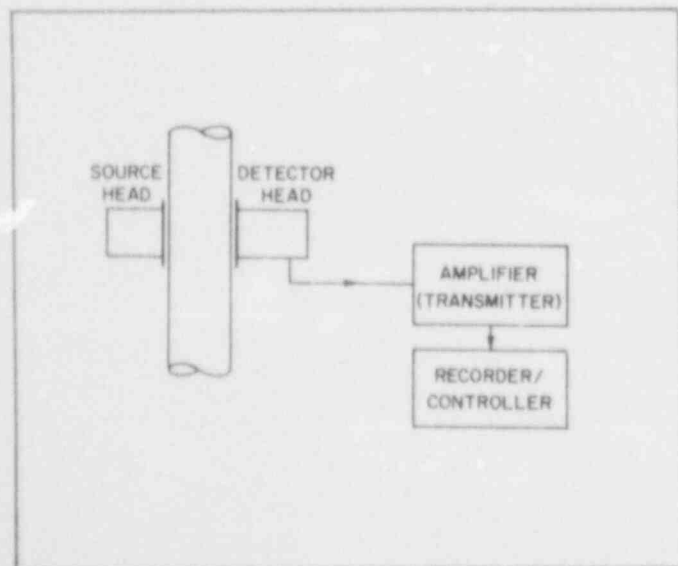 SOURCE
HEAD
DETECTOR
HEAD
AMPLIFIER
(TRANSMITTER)
RECORDER/
CONTROLLER